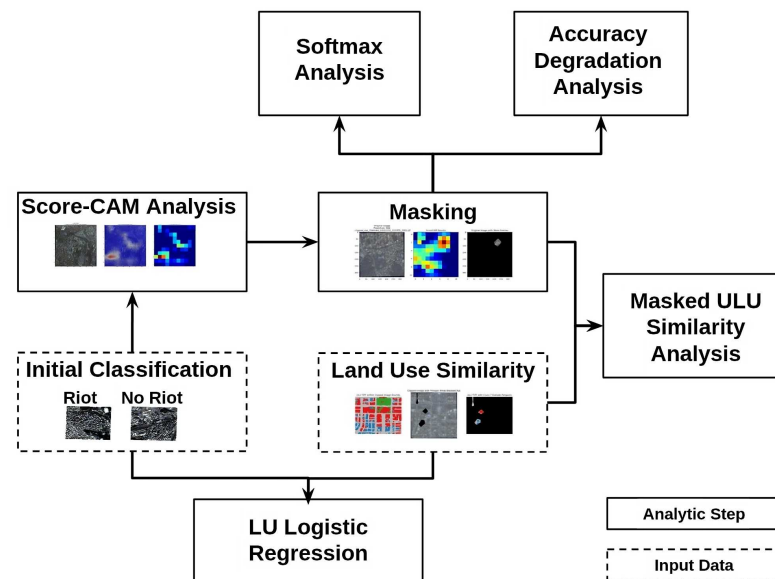 Softmax
Analysis
Accuracy
Degradation
Analysis
Score-CAM Analysis
Masking
Masked ULU
Similarity
Analysis
Initial Classification
Riot No Riot
Land Use Similarity
LU Logistic
Regression
Analytic Step
Input Data